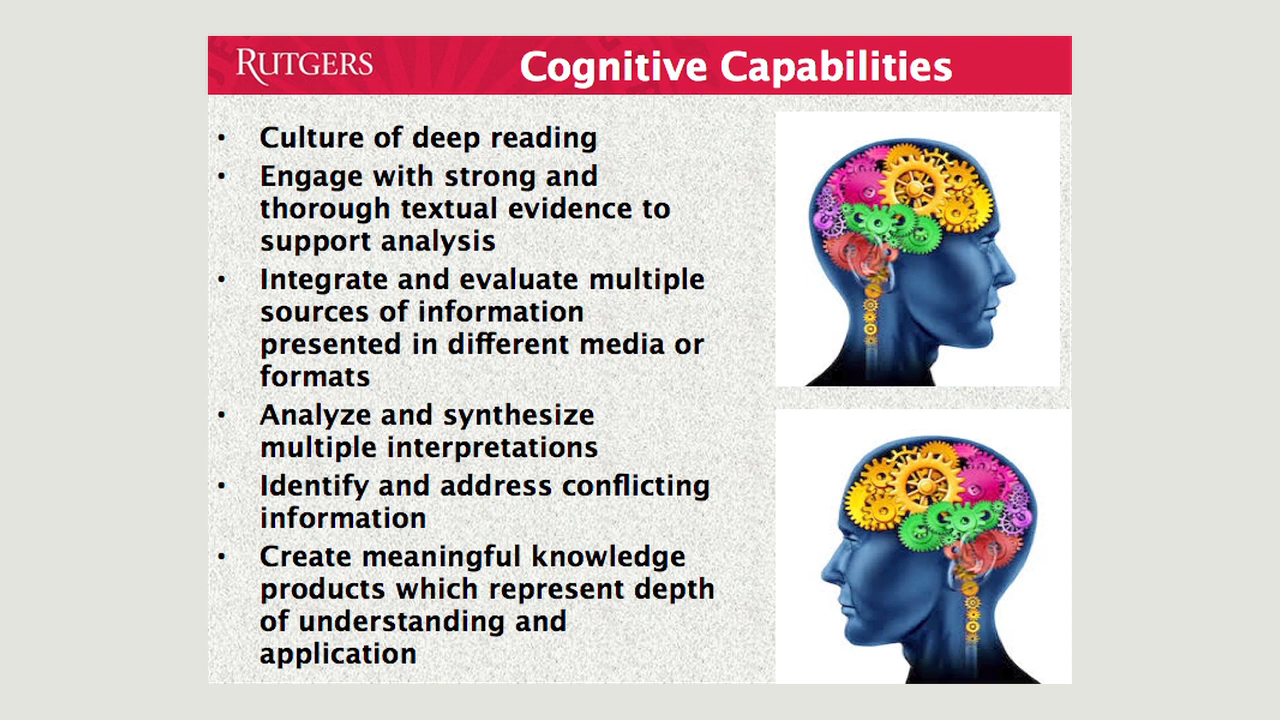 RUTGERS
Cognitive Capabilities
• Culture of deep reading
• Engage with strong and
thorough textual evidence to
support analysis
• Integrate and evaluate multiple
sources of information
presented in different media or
formats
• Analyze and synthesize
multiple interpretations
• Identify and address conflicting
information
• Create meaningful knowledge
products which represent depth
of understanding and
application